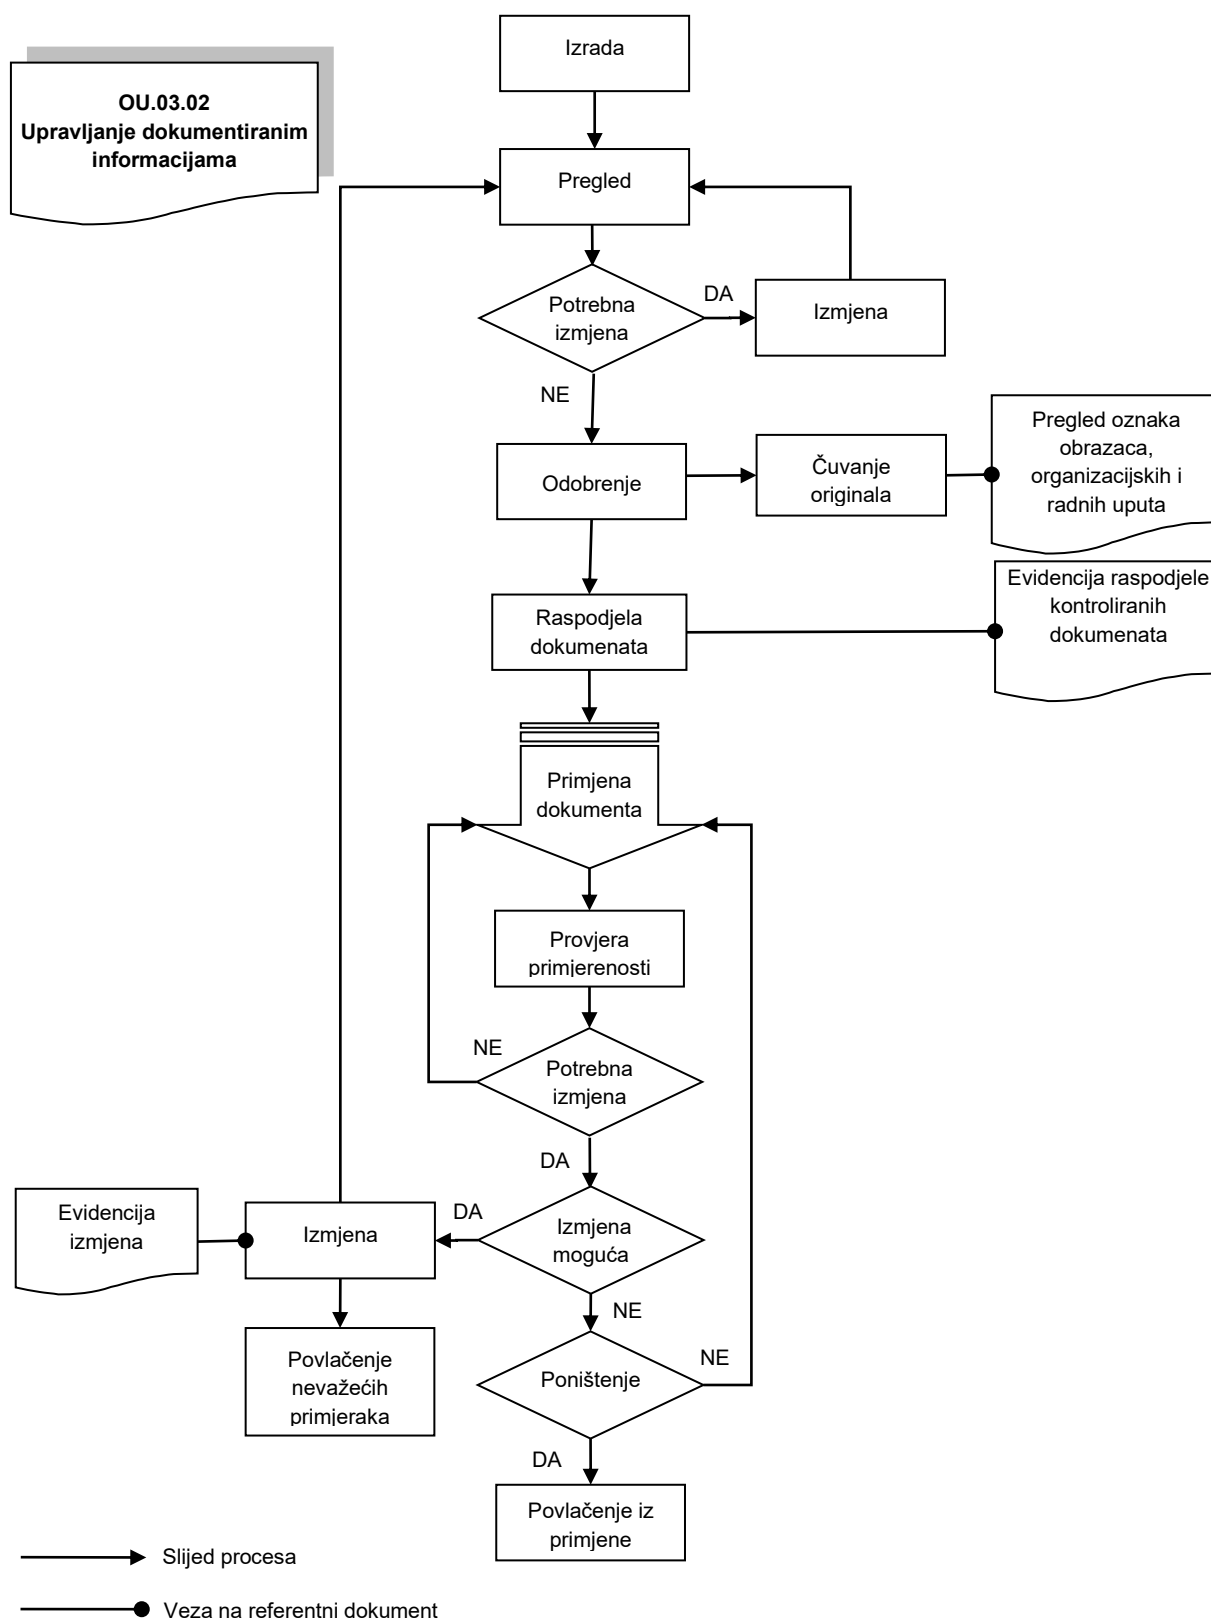 Izrada
OU.03.02
Upravljanje dokumentiranim
informacijama
Pregled
Potrebna
izmjena
DA
Izmjena
NE
Odobrenje
Čuvanje
originala
Pregled oznaka
obrazaca,
organizacijskih i
radnih uputa
Raspodjela
dokumenata
Evidencija raspodjele
kontroliranih
dokumenata
Primjena
dokumenta
Provjera
primjerenosti
NE
Potrebna
izmjena
DA
Evidencija
izmjena
Izmjena
DA
Izmjena
moguća
NE
Povlačenje
nevažećih
primjeraka
Poništenje
NE
DA
Povlačenje iz
primjene
Slijed procesa
Veza na referentni dokument